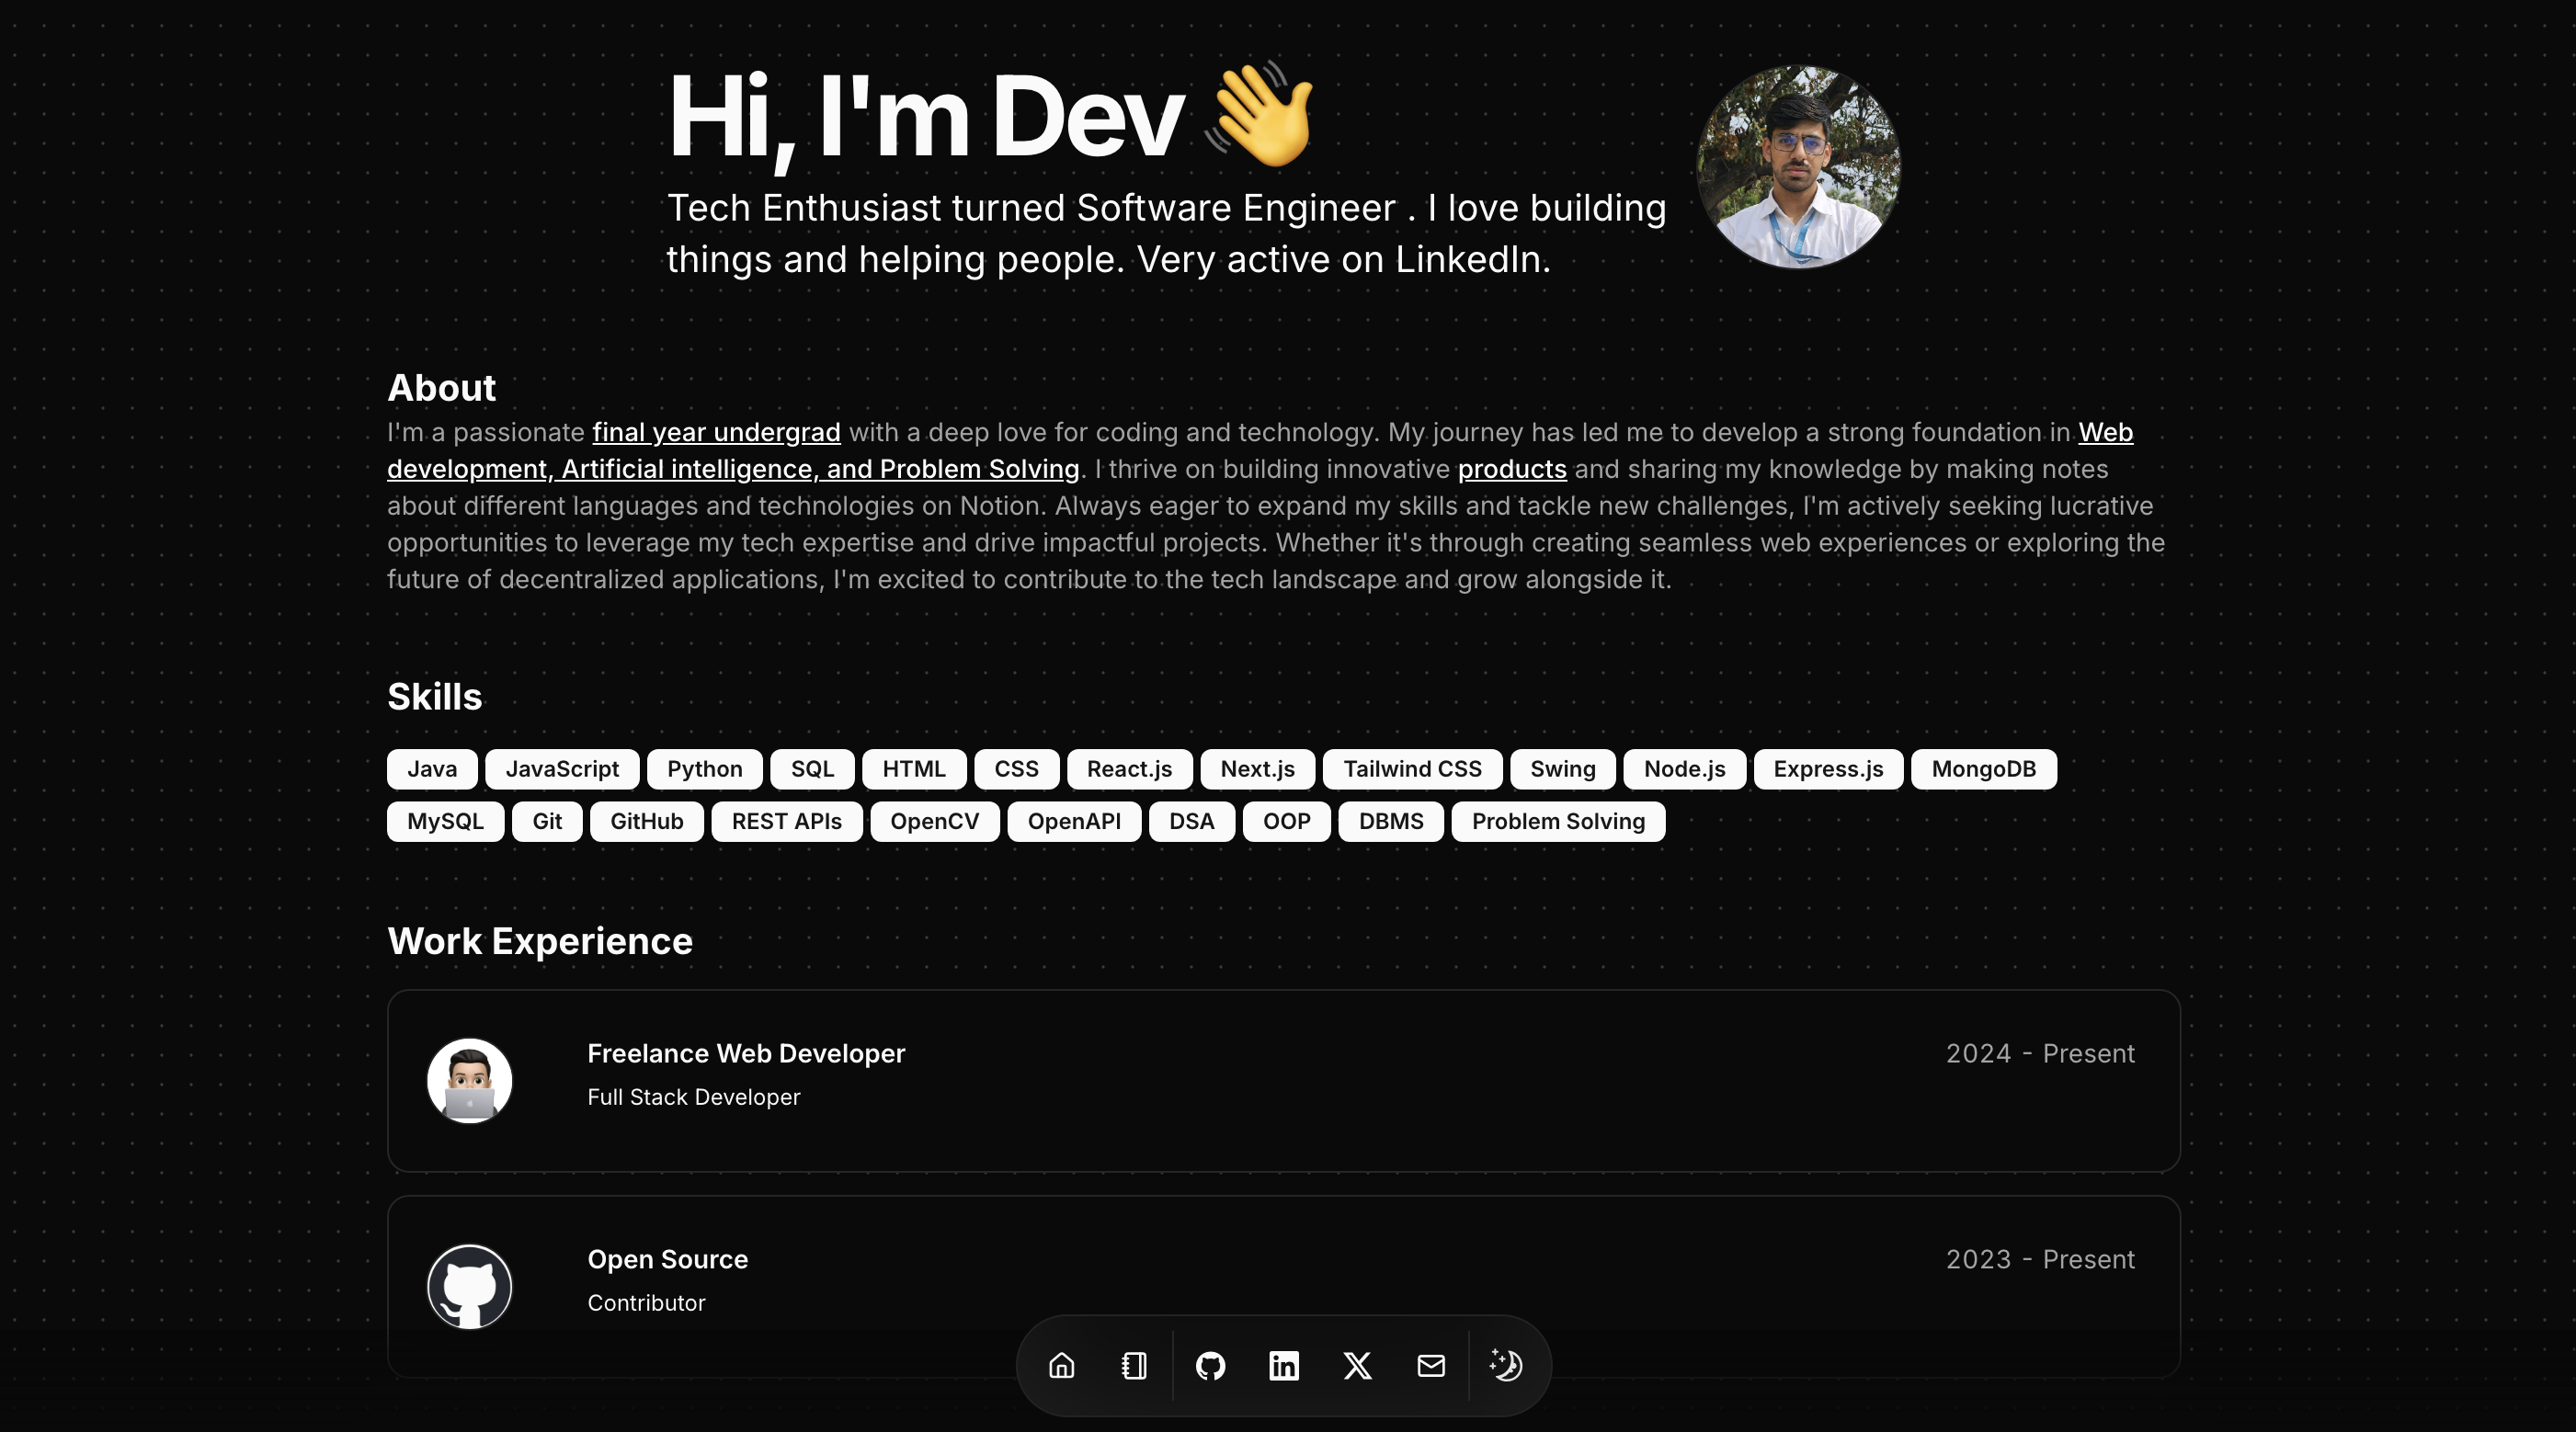 Hi, I'm Dev 👋
Tech Enthusiast turned Software Engineer . I love building
things and helping people. Very active on LinkedIn.
About
I'm a passionate final year undergrad with a deep love for coding and technology. My journey has led me to develop a strong foundation in Web
development, Artificial intelligence, and Problem Solving. I thrive on building innovative products and sharing my knowledge by making notes
about different languages and technologies on Notion. Always eager to expand my skills and tackle new challenges, I'm actively seeking lucrative
opportunities to leverage my tech expertise and drive impactful projects. Whether it's through creating seamless web experiences or exploring the
future of decentralized applications, I'm excited to contribute to the tech landscape and grow alongside it.
Skills
Java JavaScript Python SQL HTML CSS React.js Next.js Tailwind CSS Swing Node.js Express.js MongoDB
MySQL Git GitHub REST APIs OpenCV OpenAPI DSA OOP DBMS Problem Solving
Work Experience
Freelance Web Developer 2024 - Present
Full Stack Developer
Open Source 2023 - Present
Contributor